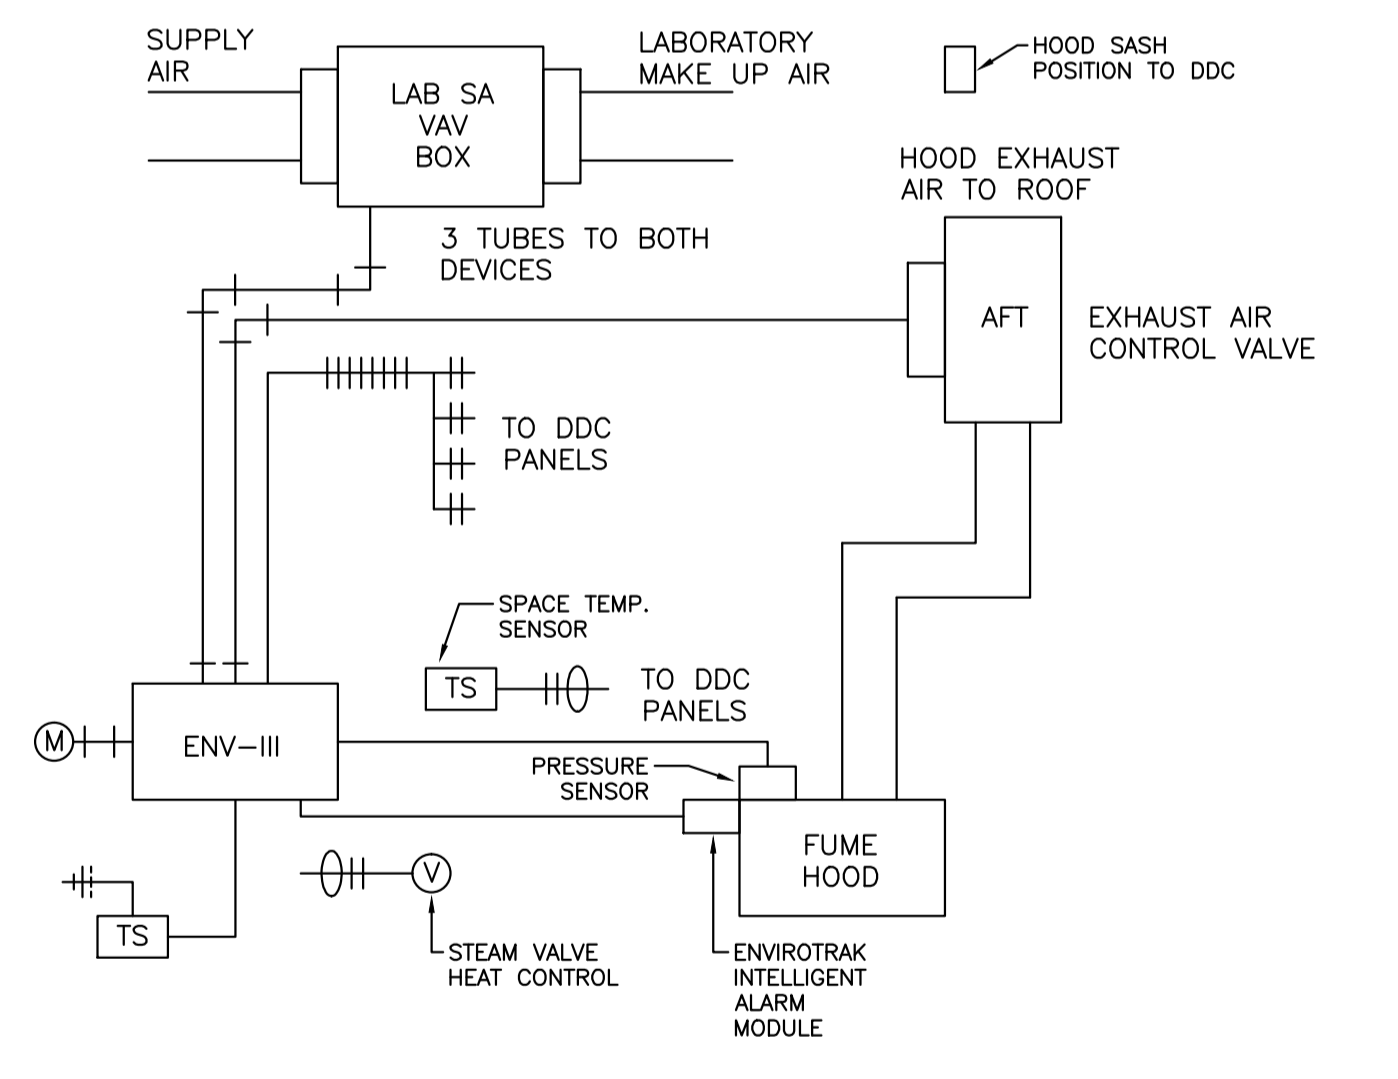 SUPPLY
AIR
LAB SA
VAV
BOX
LABORATORY
MAKE UP AIR
HOOD SASH
POSITION TO DDC
HOOD EXHAUST
AIR TO ROOF
3 TUBES TO BOTH
DEVICES
AFT
EXHAUST AIR
CONTROL VALVE
TO DDC
PANELS
SPACE TEMP.
SENSOR
TS
TO DDC
PANELS
M
ENV-III
PRESSURE
SENSOR
FUME
HOOD
V
TS
STEAM VALVE
HEAT CONTROL
ENVIROTRAK
INTELLIGENT
ALARM
MODULE